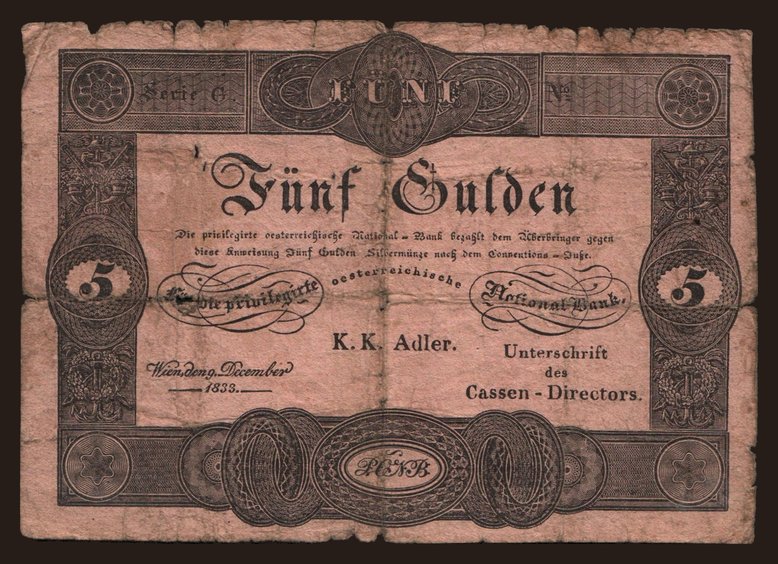 Serie C.
FÜNF
No
Fünf Gulden
Die privilegirte oesterreichische National-Bank bezahlt dem Überbringer gegen
diese Anweisung Fünf Gulden Silbermünze nach dem Conventions-Fuße.
5
5
die privilegirte
oesterreichische
National Bank.
K.K. Adler.
Unterschrift
des
Cassen-Directors.
Wien den 9. December
1833.
P.O.N.B.